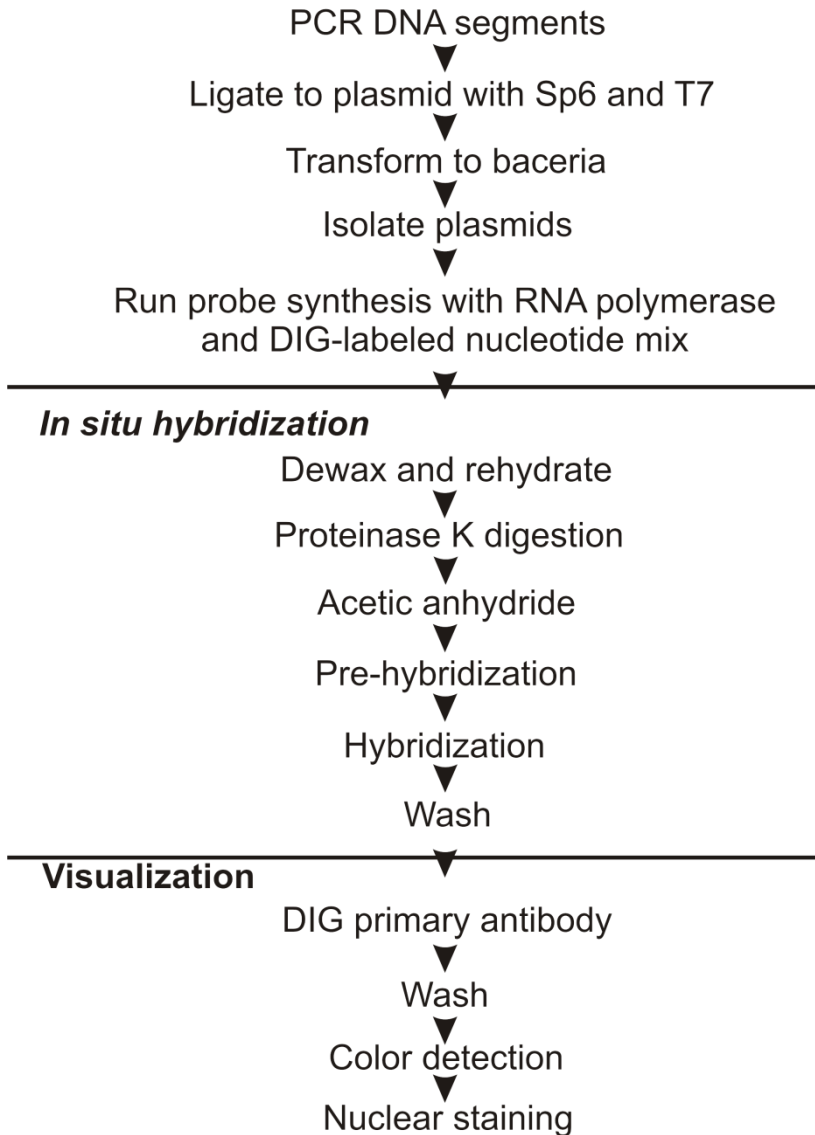 PCR DNA segments
Ligate to plasmid with Sp6 and T7
Transform to baceria
Isolate plasmids
Run probe synthesis with RNA polymerase
and DIG-labeled nucleotide mix
In situ hybridization
Dewax and rehydrate
Proteinase K digestion
Acetic anhydride
Pre-hybridization
Hybridization
Wash
Visualization
DIG primary antibody
Wash
Color detection
Nuclear staining